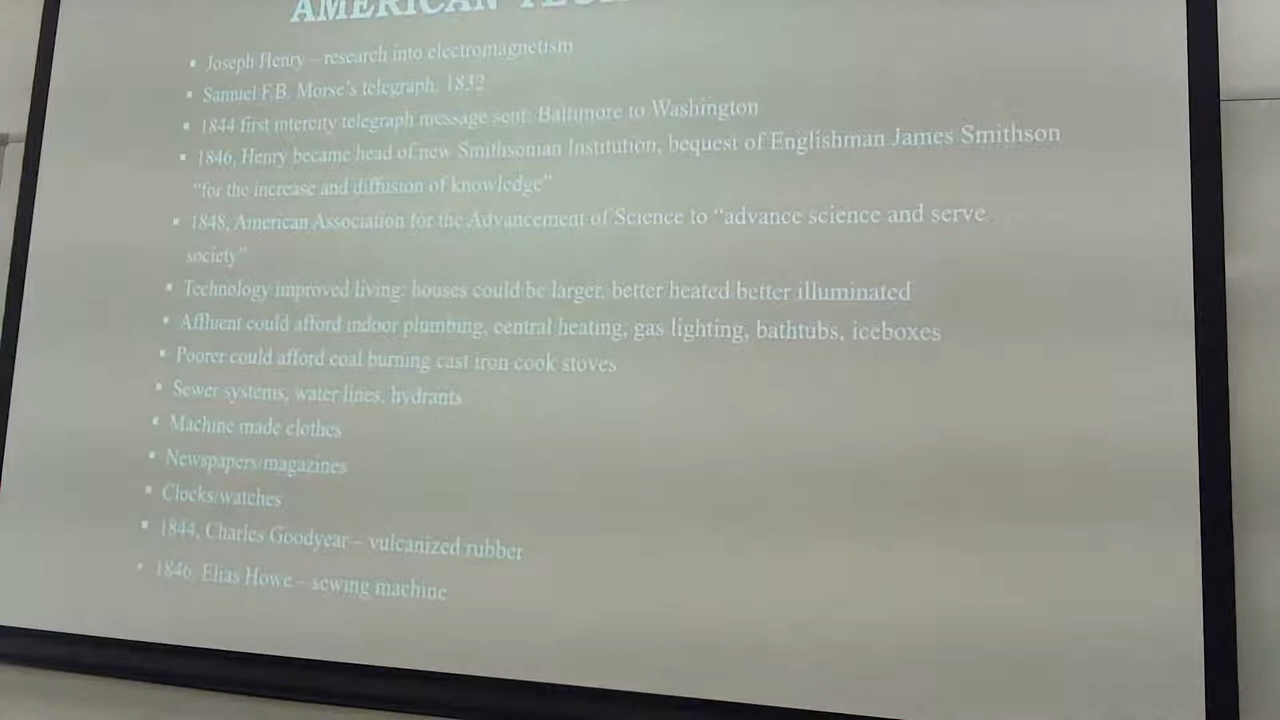 AMERICAN
▪ Joseph Henry – research into electromagnetism
▪ Samuel F.B. Morse's telegraph, 1832
▪ 1844 first intercity telegraph message sent: Baltimore to Washington
▪ 1846, Henry became head of new Smithsonian Institution, bequest of Englishman James Smithson
"for the increase and diffusion of knowledge"
▪ 1848, American Association for the Advancement of Science to "advance science and serve
society"
▪ Technology improved living: houses could be larger, better heated better illuminated
▪ Affluent could afford indoor plumbing, central heating, gas lighting, bathtubs, iceboxes
▪ Poorer could afford coal burning cast iron cook stoves
▪ Sewer systems, water lines, hydrants
▪ Machine made clothes
▪ Newspapers/magazines
▪ Clocks/watches
▪ 1844, Charles Goodyear – vulcanized rubber
▪ 1846, Elias Howe – sewing machine